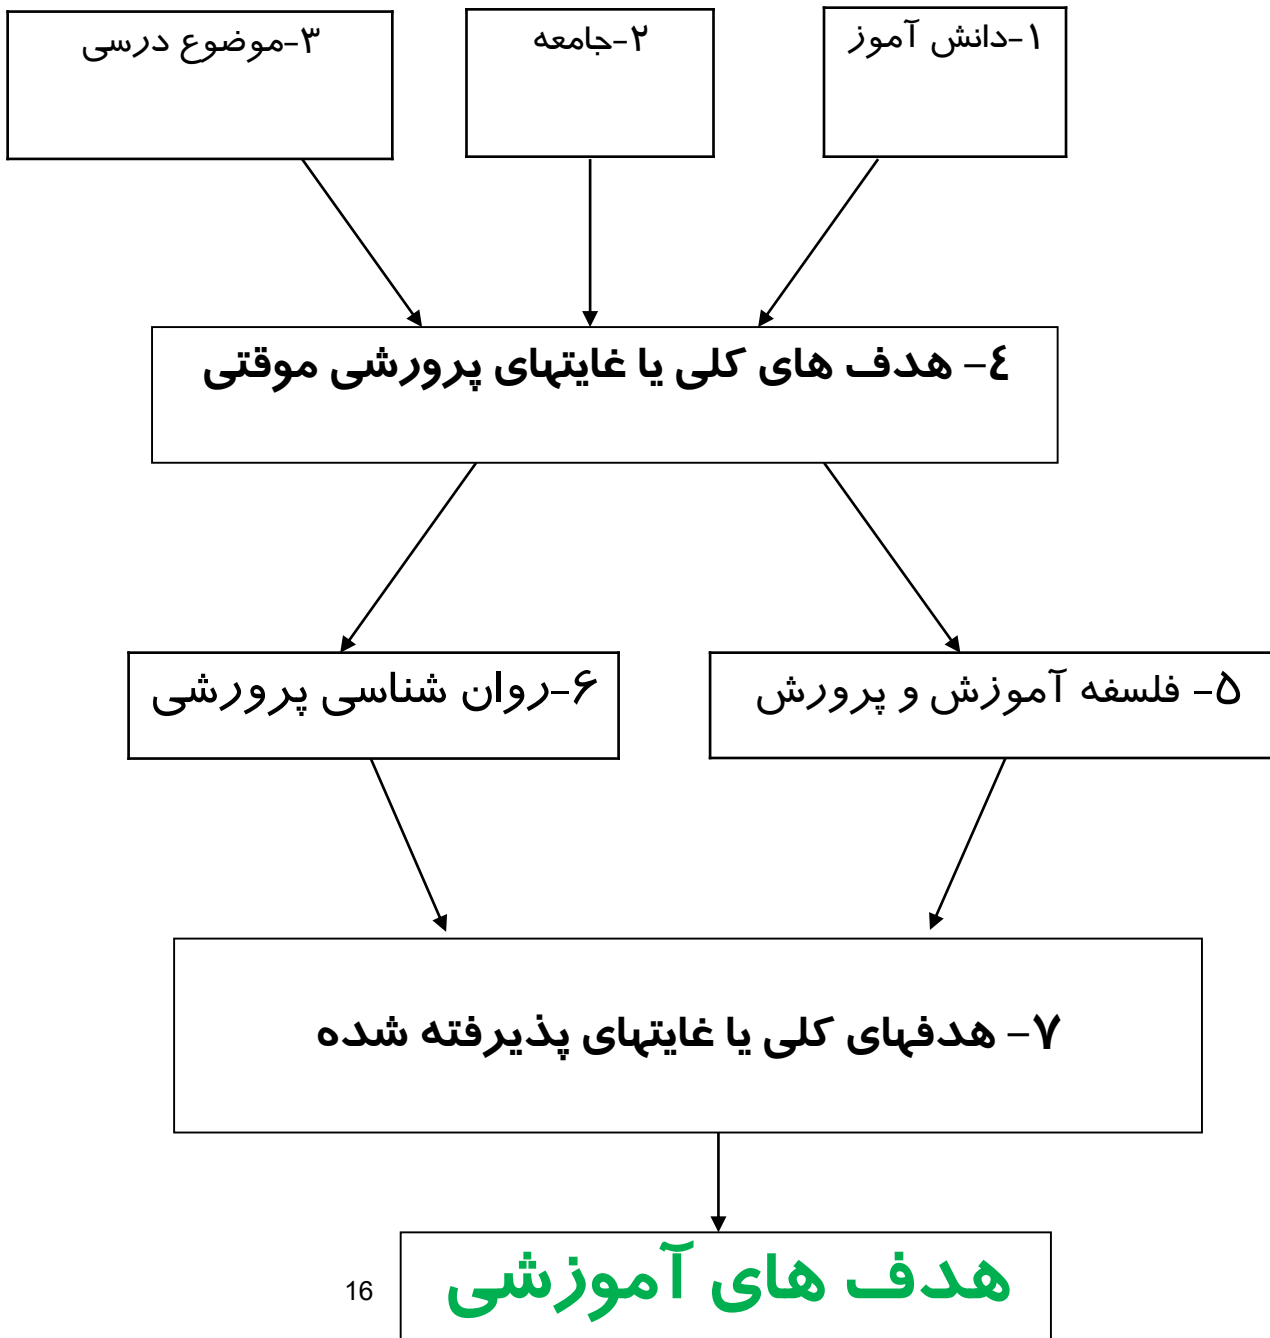 ۱-دانش آموز
۲-جامعه
۳-موضوع درسی
٤- هدف های کلی یا غایتهای پرورشی موقتی
۵- فلسفه آموزش و پرورش
۶-روان شناسی پرورشی
۷- هدفهای کلی یا غایتهای پذیرفته شده
هدف های آموزشی
16